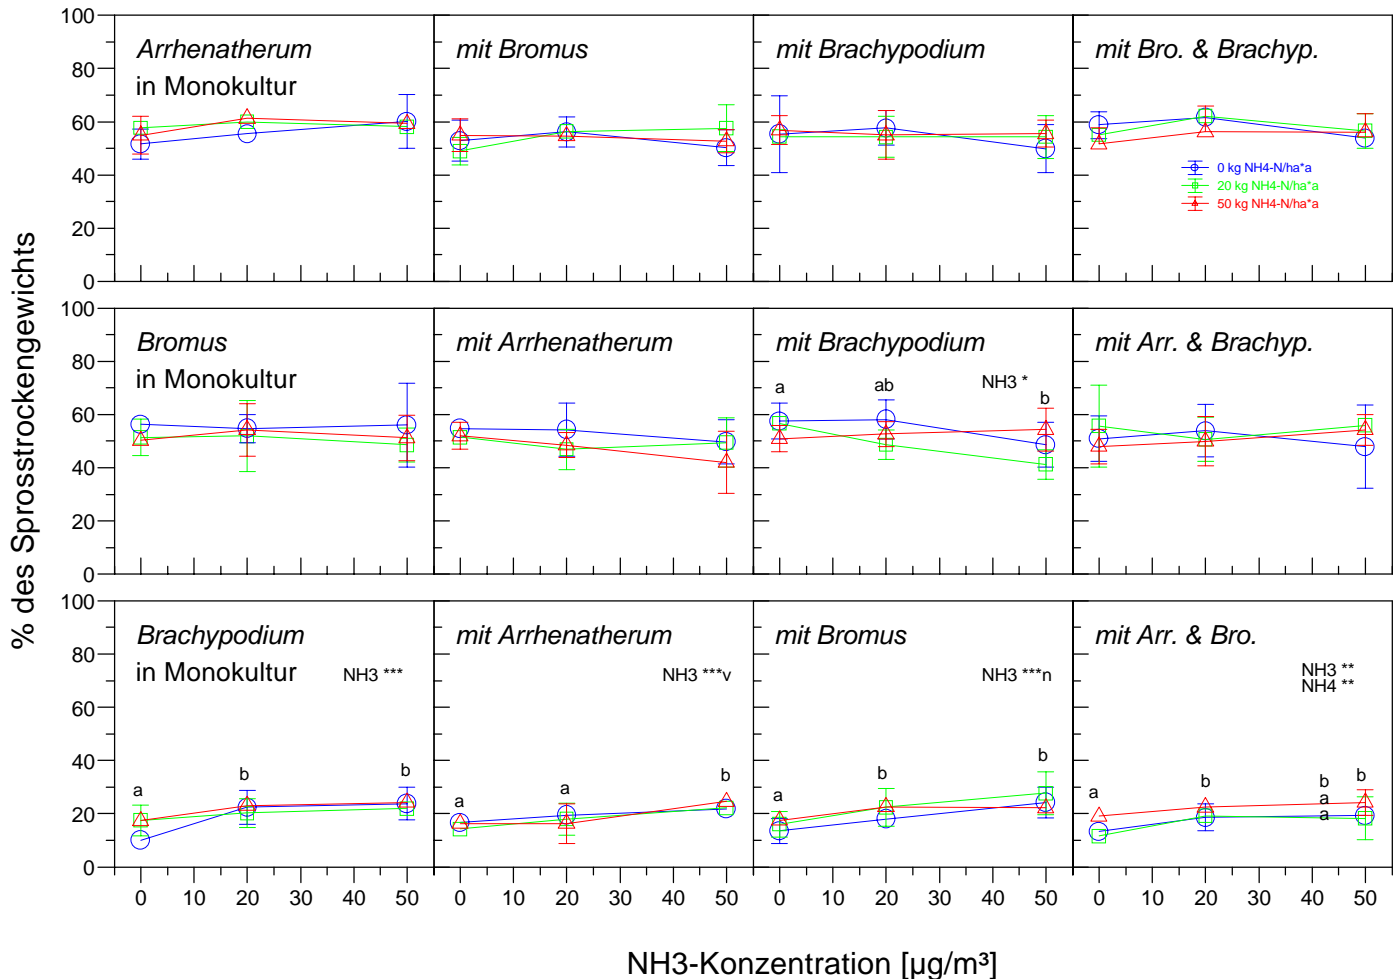 % des Sprosstrockengewichts
100
80
60
40
20
0
Arrhenatherum
in Monokultur
mit Bromus
mit Brachypodium
mit Bro. & Brachyp.
0 kg NH4-N/ha*a
20 kg NH4-N/ha*a
50 kg NH4-N/ha*a
100
80
60
40
20
0
Bromus
in Monokultur
mit Arrhenatherum
mit Brachypodium
NH3 *
a
ab
b
mit Arr. & Brachyp.
100
80
60
40
20
0
Brachypodium
in Monokultur
NH3 ***
a
b
b
mit Arrhenatherum
NH3 ***v
a
a
b
mit Bromus
NH3 ***n
a
b
b
mit Arr. & Bro.
NH3 **
NH4 **
a
b
b
b
a
a
0 10 20 30 40 50
0 10 20 30 40 50
0 10 20 30 40 50
0 10 20 30 40 50
NH3-Konzentration [µg/m³]